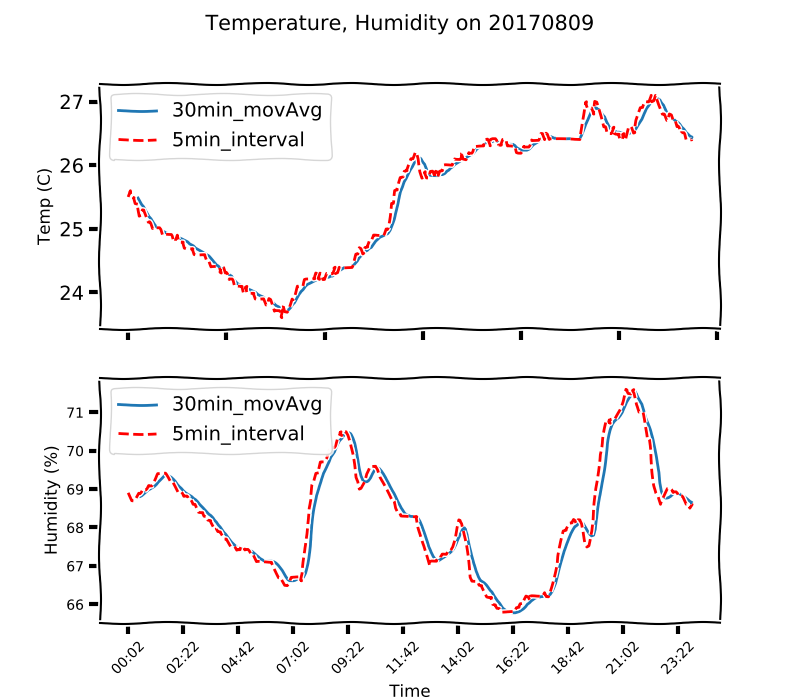 Temperature, Humidity on 20170809
27
26
25
24
Temp (C)
30min_movAvg
5min_interval
71
70
69
68
67
66
Humidity (%)
30min_movAvg
5min_interval
00:02 02:22 04:42 07:02 09:22 11:42 14:02 16:22 18:42 21:02 23:22
Time